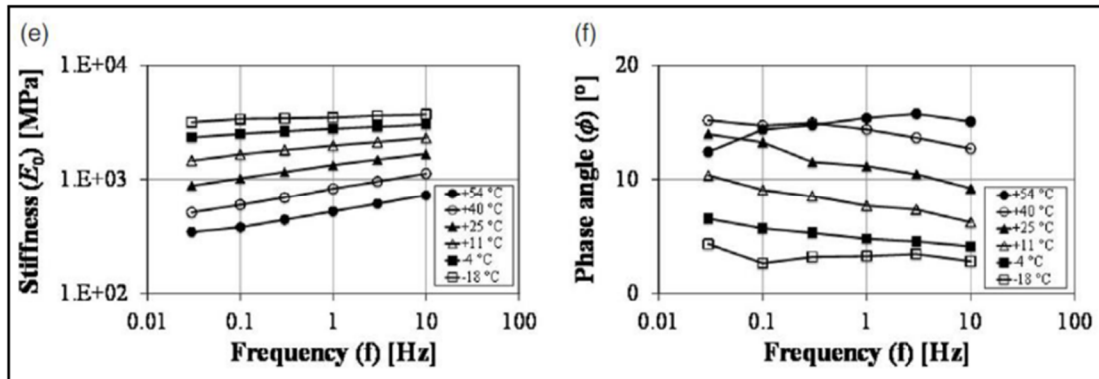 (e)
Stiffness (E₀) [MPa]
1.E+04
1.E+03
1.E+02
+54 °C
+40 °C
+25 °C
+11 °C
-4 °C
-18 °C
0.01 0.1 1 10 100
Frequency (f) [Hz]
(f)
Phase angle (ϕ) [º]
20
10
0
+54 °C
+40 °C
+25 °C
+11 °C
-4 °C
-18 °C
0.01 0.1 1 10 100
Frequency (f) [Hz]